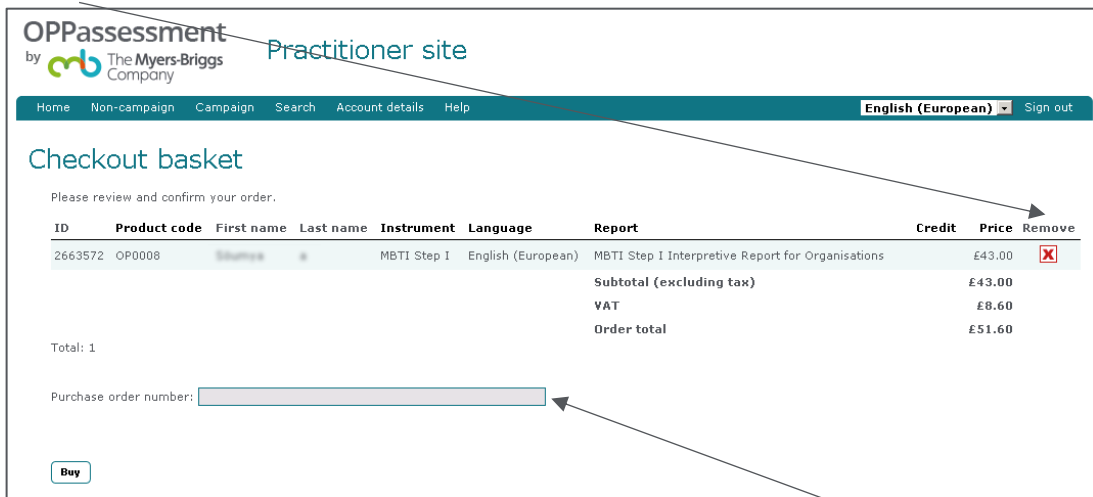 OPPassessment
by The Myers-Briggs Company
Practitioner site
Home Non-campaign Campaign Search Account details Help English (European) Sign out
Checkout basket
Please review and confirm your order.
ID Product code First name Last name Instrument Language Report Credit Price Remove
2663572 OP0008 MBTI Step I English (European) MBTI Step I Interpretive Report for Organisations £43.00
Subtotal (excluding tax) £43.00
VAT £8.60
Order total £51.60
Total: 1
Purchase order number:
Buy